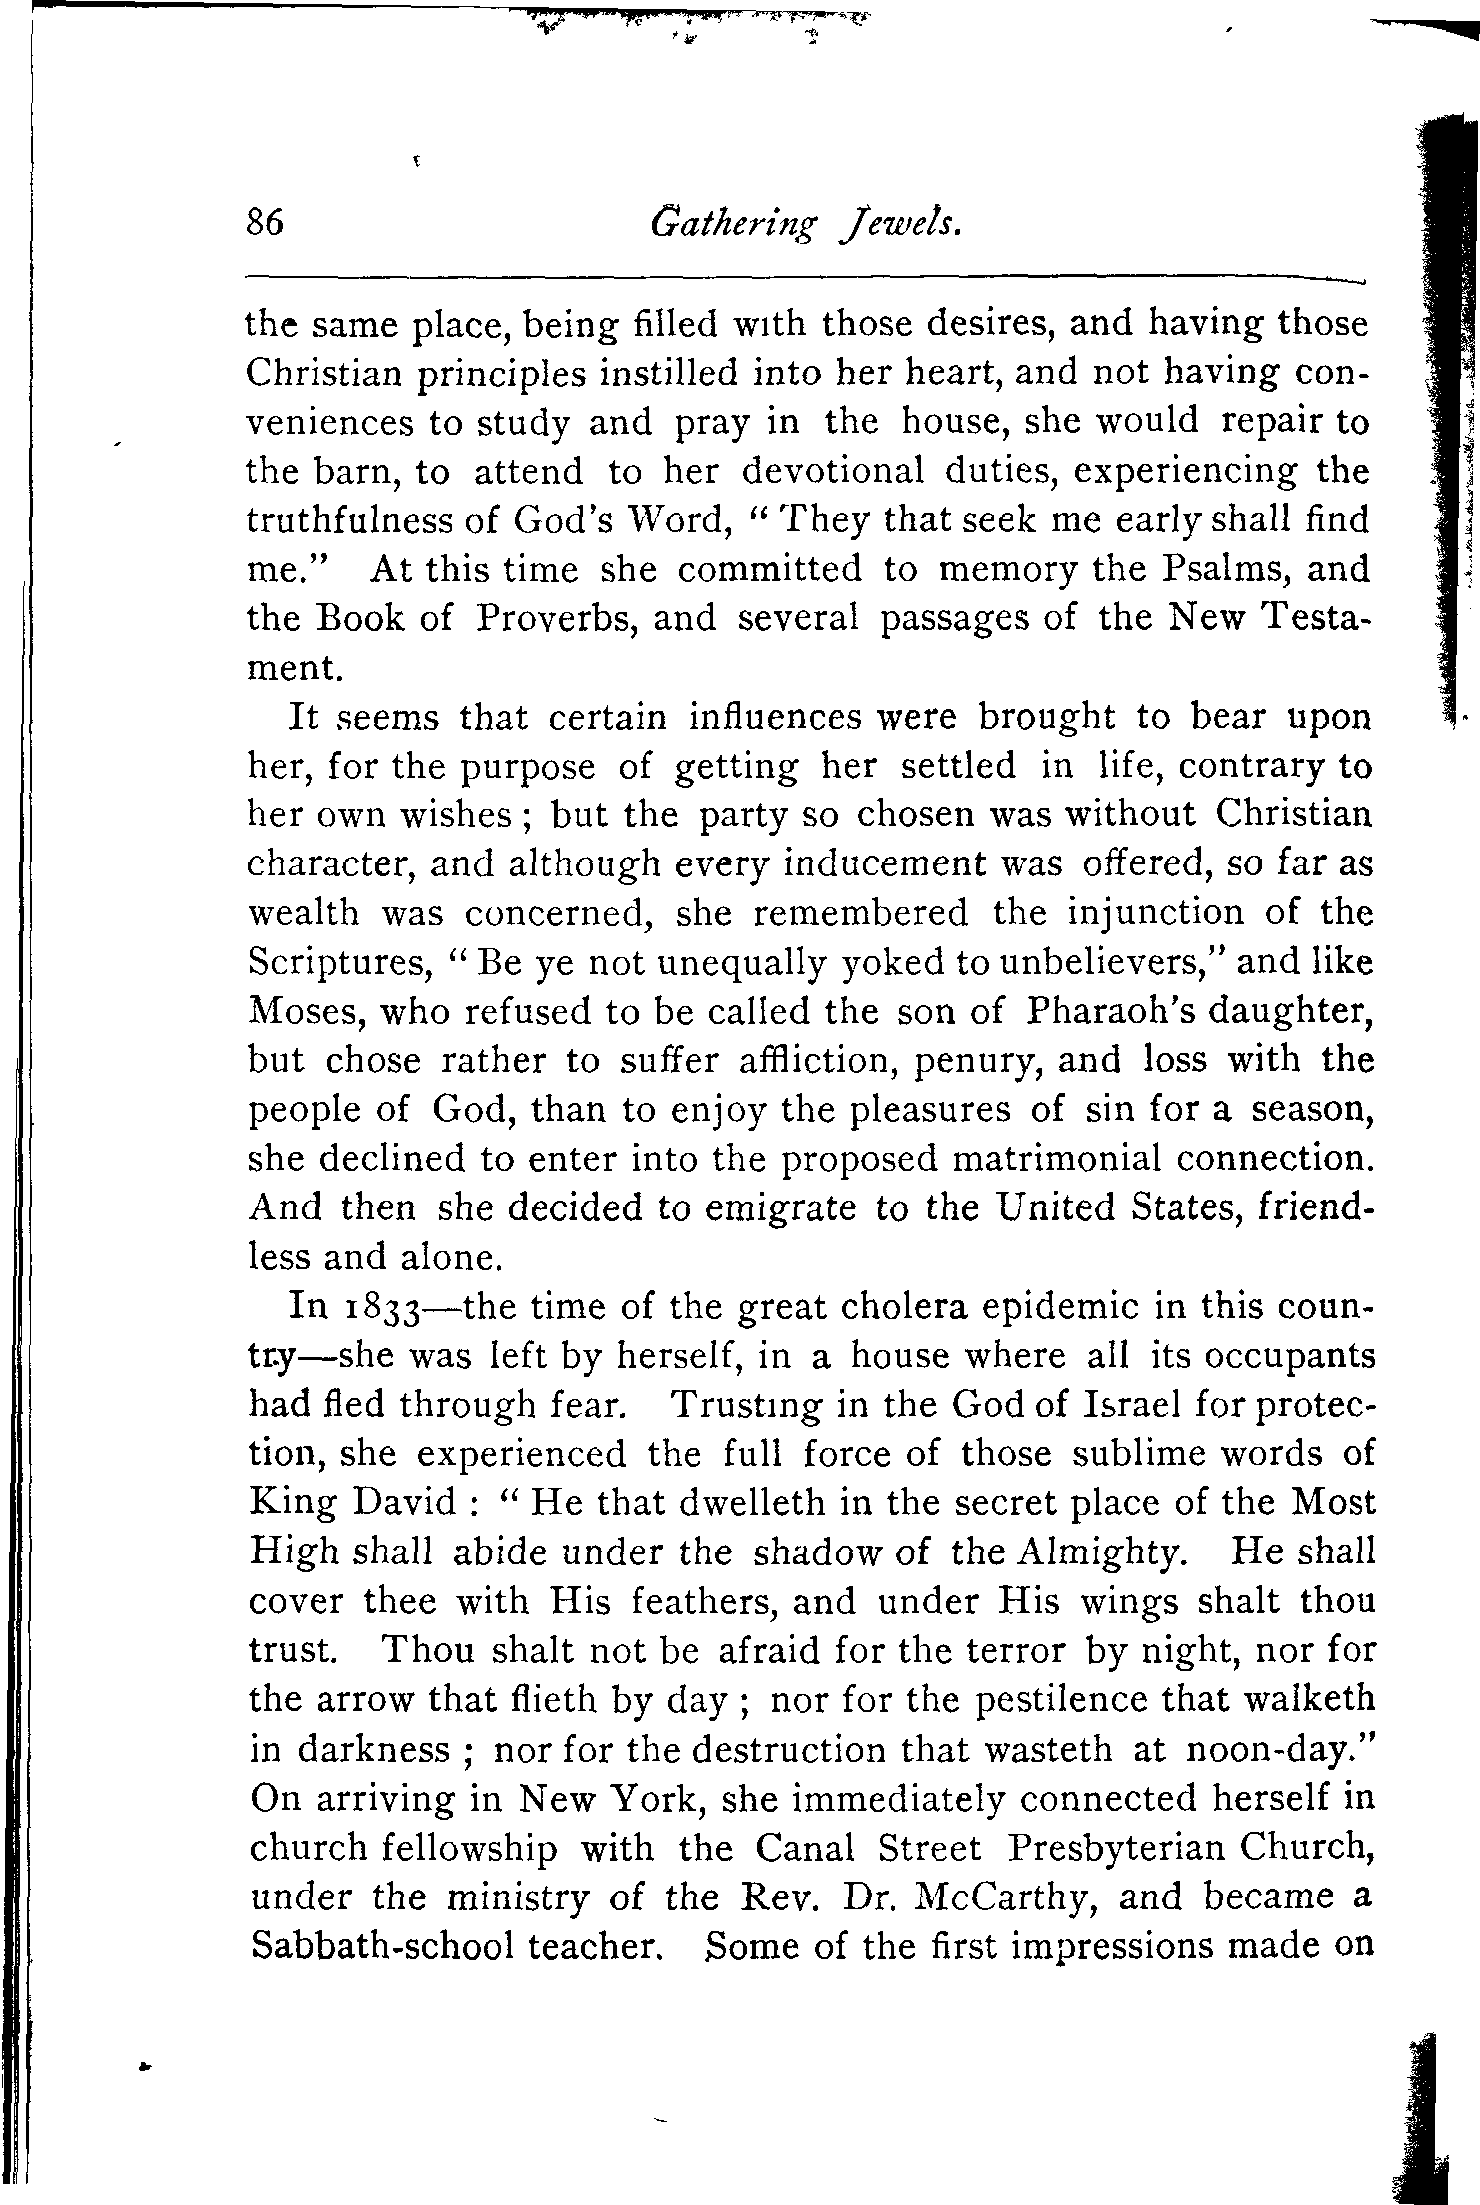 86 Gathering Jewels.
the same place, being filled with those desires, and having those
Christian principles instilled into her heart, and not having con-
veniences to study and pray in the house, she would repair to
the barn, to attend to her devotional duties, experiencing the
truthfulness of God's Word, “ They that seek me early shall find
me.” At this time she committed to memory the Psalms, and
the Book of Proverbs, and several passages of the New Testa-
ment.
It seems that certain influences were brought to bear upon
her, for the purpose of getting her settled in life, contrary to
her own wishes ; but the party so chosen was without Christian
character, and although every inducement was offered, so far as
wealth was concerned, she remembered the injunction of the
Scriptures, “ Be ye not unequally yoked to unbelievers,” and like
Moses, who refused to be called the son of Pharaoh's daughter,
but chose rather to suffer affliction, penury, and loss with the
people of God, than to enjoy the pleasures of sin for a season,
she declined to enter into the proposed matrimonial connection.
And then she decided to emigrate to the United States, friend-
less and alone.
In 1833—the time of the great cholera epidemic in this coun-
try—she was left by herself, in a house where all its occupants
had fled through fear. Trusting in the God of Israel for protec-
tion, she experienced the full force of those sublime words of
King David : “ He that dwelleth in the secret place of the Most
High shall abide under the shadow of the Almighty. He shall
cover thee with His feathers, and under His wings shalt thou
trust. Thou shalt not be afraid for the terror by night, nor for
the arrow that flieth by day ; nor for the pestilence that walketh
in darkness ; nor for the destruction that wasteth at noon-day.”
On arriving in New York, she immediately connected herself in
church fellowship with the Canal Street Presbyterian Church,
under the ministry of the Rev. Dr. McCarthy, and became a
Sabbath-school teacher. Some of the first impressions made on